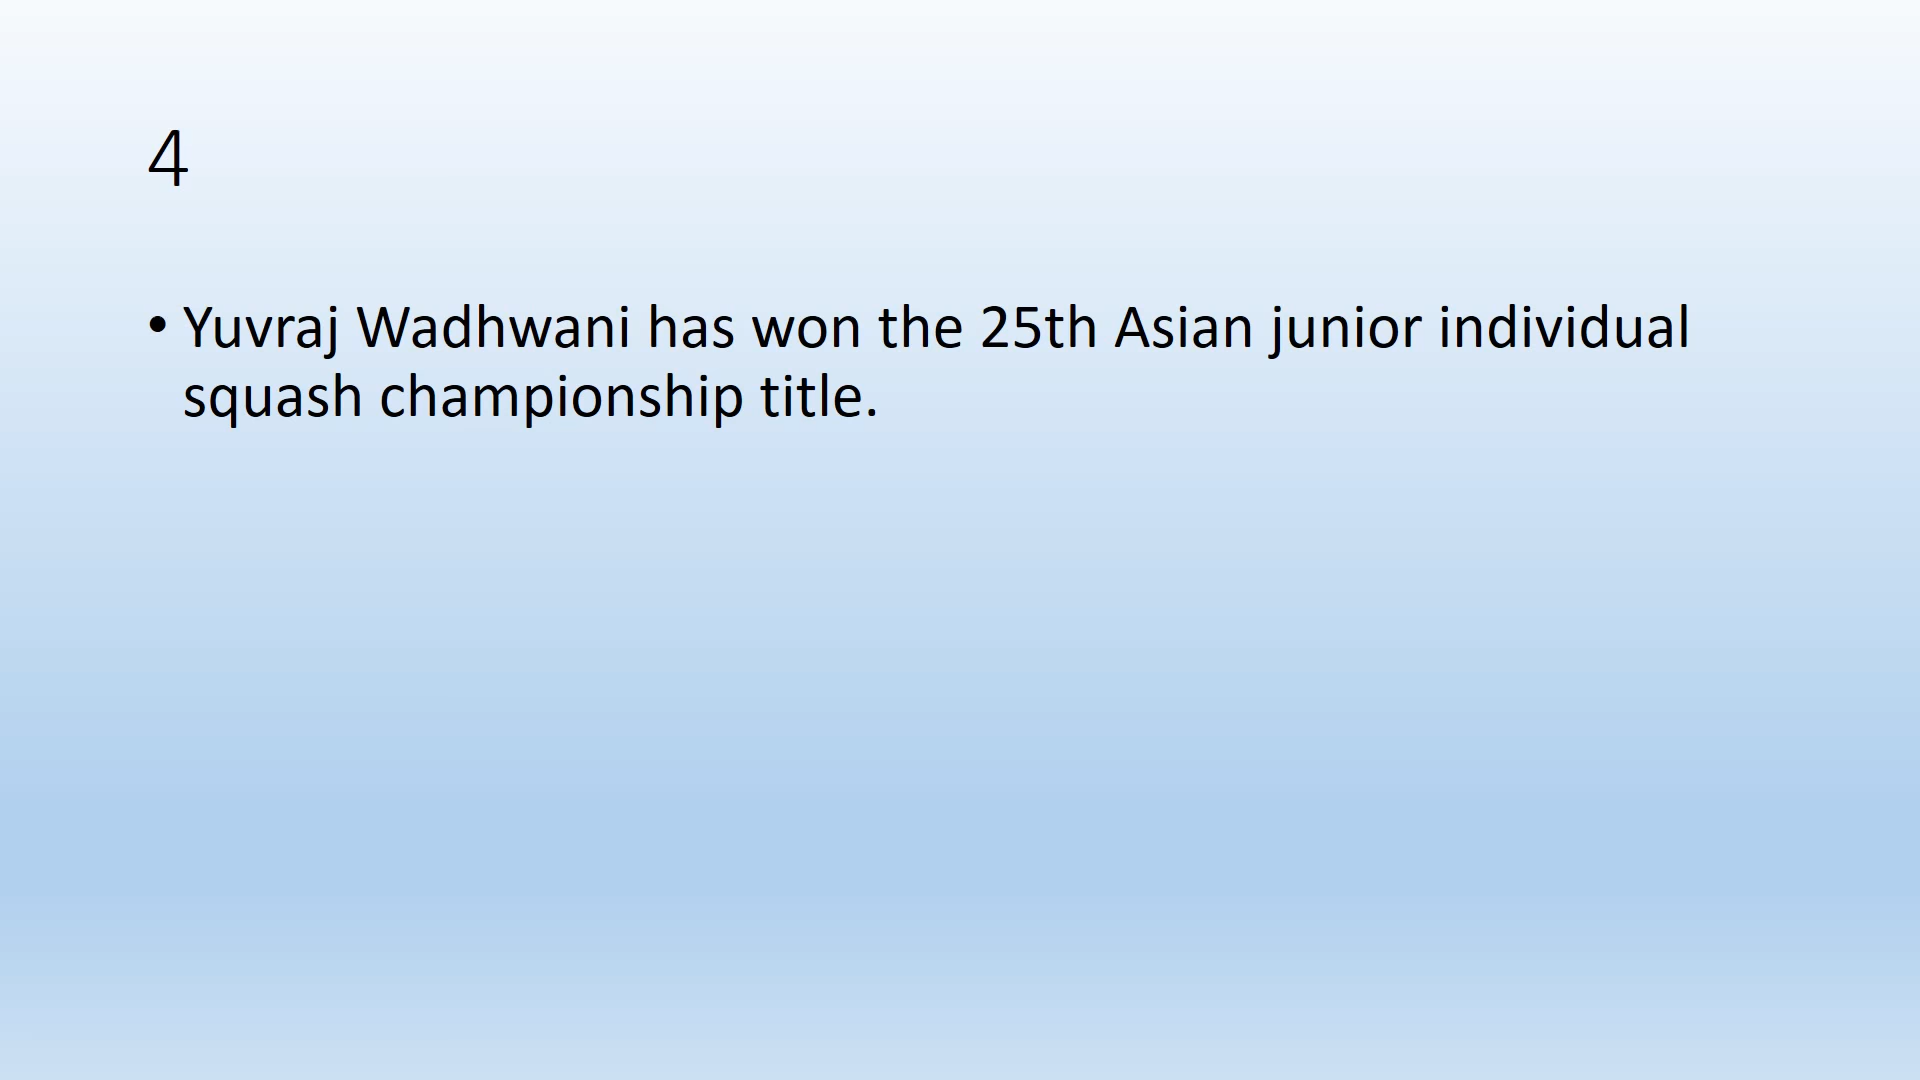 4
• Yuvraj Wadhwani has won the 25th Asian junior individual
squash championship title.